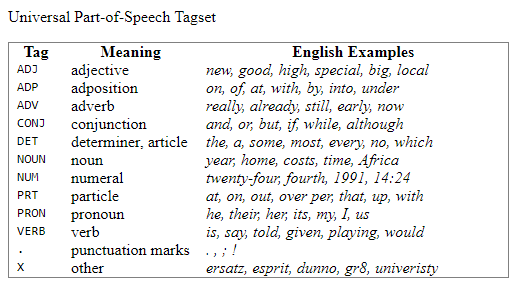 Universal Part-of-Speech Tagset
Tag Meaning English Examples
ADJ adjective new, good, high, special, big, local
ADP adposition on, of, at, with, by, into, under
ADV adverb really, already, still, early, now
CONJ conjunction and, or, but, if, while, although
DET determiner, article the, a, some, most, every, no, which
NOUN noun year, home, costs, time, Africa
NUM numeral twenty-four, fourth, 1991, 14:24
PRT particle at, on, out, over per, that, up, with
PRON pronoun he, their, her, its, my, I, us
VERB verb is, say, told, given, playing, would
. punctuation marks . , ; !
X other ersatz, esprit, dunno, gr8, univeristy